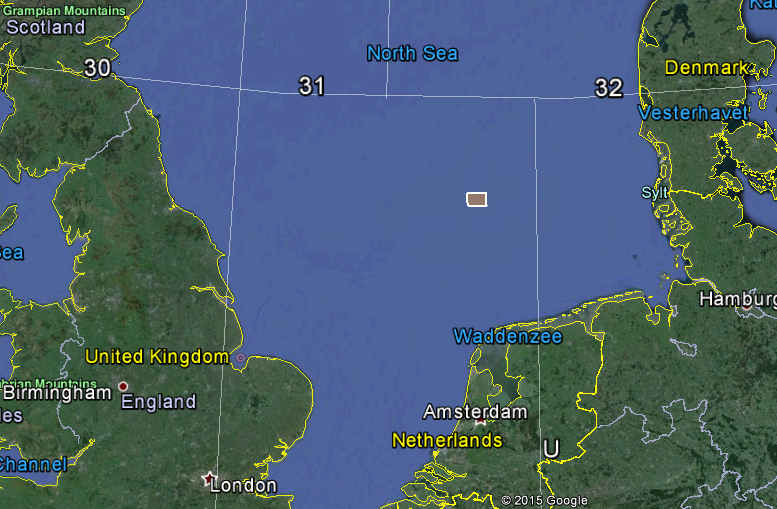 Grampian Mountains
Scotland
North Sea
Ka
30
31
32
Denmark
Vesterhavet
Sylt
ea
Hamburg
Waddenzee
United Kingdom
brian Mountains
Birmingham
England
les
Amsterdam
Netherlands
U
Channel
London
© 2015 Google